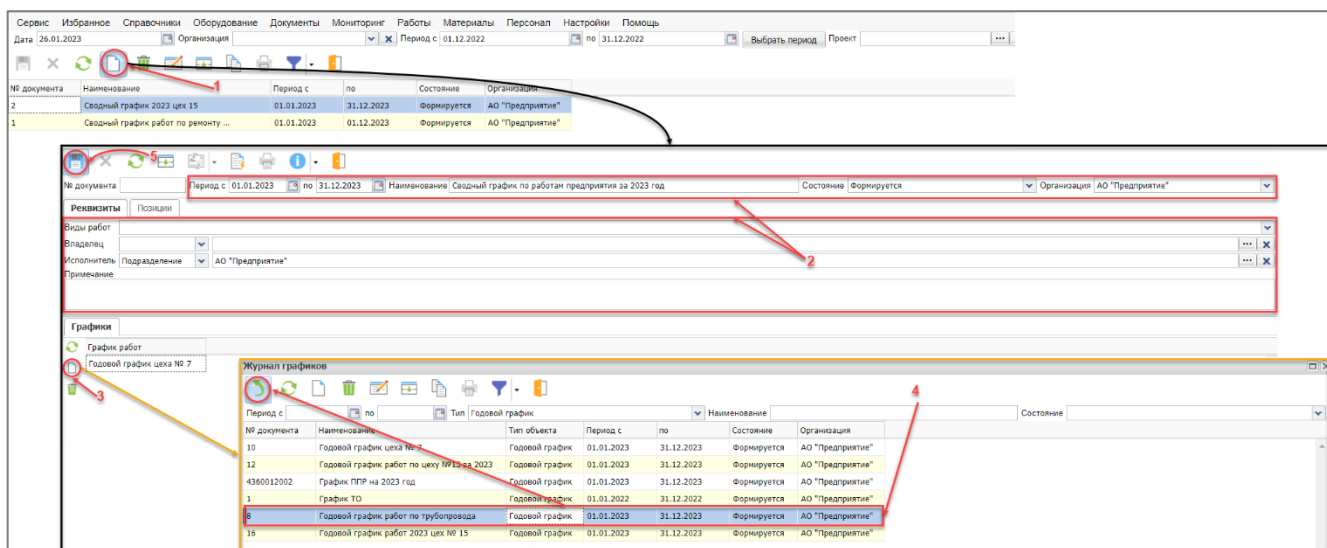 Сервис Избранное Справочники Оборудование Документы Мониторинг Работы Материалы Персонал Настройки Помощь
Дата 26.01.2023 Организация Период с 01.12.2022 по 31.12.2022 Выбрать период Проект
1
№ документа Наименование Период с по Состояние Организация
2 Сводный график 2023 цех 15 01.01.2023 31.12.2023 Формируется АО "Предприятие"
1 Сводный график работ по ремонту ... 01.01.2023 01.12.2023 Формируется АО "Предприятие"
5
№ документа Период с 01.01.2023 по 31.12.2023 Наименование Сводный график по работам предприятия за 2023 год Состояние Формируется Организация АО "Предприятие"
Реквизиты Позиции
Виды работ
Владелец
Исполнитель Подразделение АО "Предприятие"
2
Примечание
Графики
График работ
Годовой график цеха № 7
3
Журнал графиков
4
Период с по Тип Годовой график Наименование Состояние
№ документа Наименование Тип объекта Период с по Состояние Организация
10 Годовой график цеха № 7 Годовой график 01.01.2023 31.12.2023 Формируется АО "Предприятие"
12 Годовой график работ по цеху №15 за 2023 Годовой график 01.01.2023 31.12.2023 Формируется АО "Предприятие"
4360012002 График ППР на 2023 год Годовой график 01.01.2023 31.12.2023 Формируется АО "Предприятие"
1 График ТО Годовой график 01.01.2022 31.12.2022 Формируется АО "Предприятие"
8 Годовой график работ по трубопровода Годовой график 01.01.2023 31.12.2023 Формируется АО "Предприятие"
16 Годовой график работ 2023 цех № 15 Годовой график 01.01.2023 31.12.2023 Формируется АО "Предприятие"